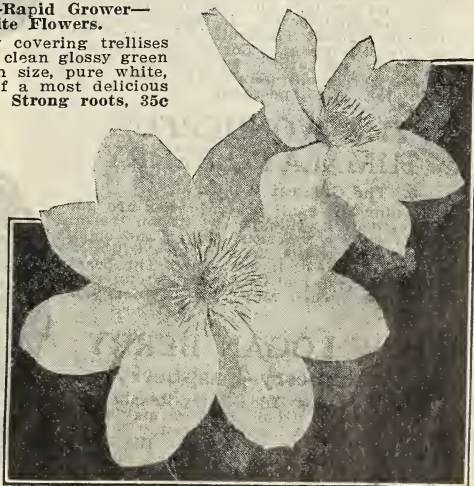 -Rapid Grower—
ite Flowers.
covering trellises
clean glossy green
size, pure white,
f a most delicious
Strong roots, 35c